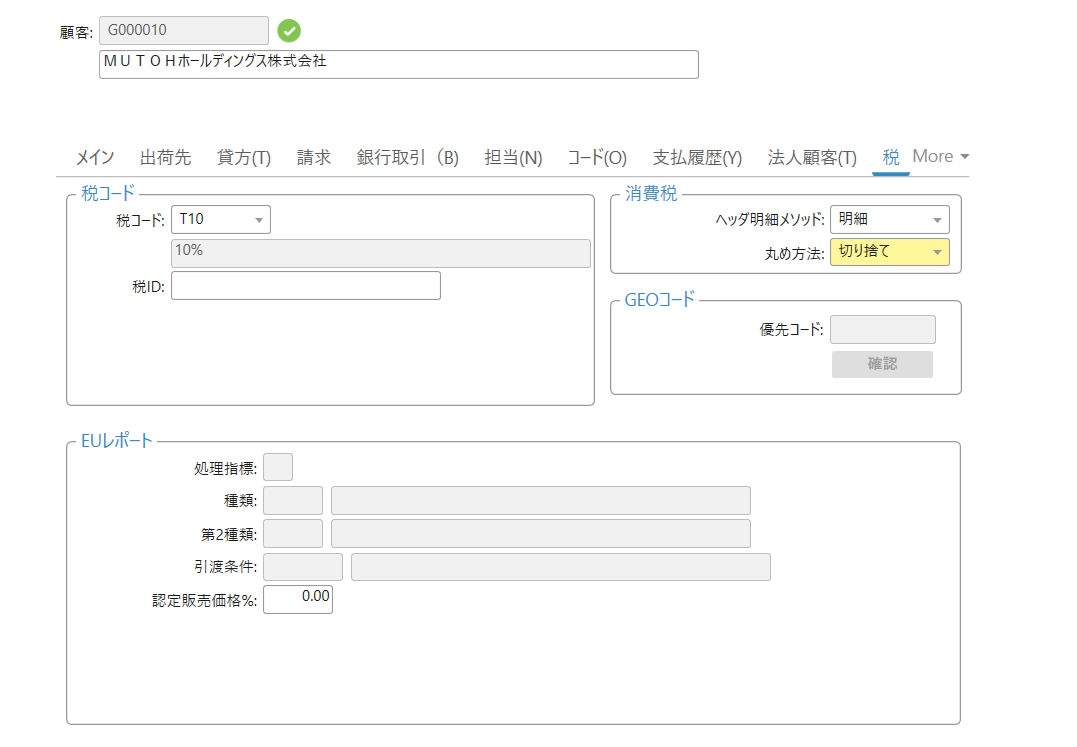 顧客: G000010
ＭＵＴＯＨホールディングス株式会社
メイン 出荷先 貸方(T) 請求 銀行取引（B) 担当(N) コード(O) 支払履歴(Y) 法人顧客(T) 税 More
税コード
税コード: T10
10%
税ID:
消費税
ヘッダ明細メソッド: 明細
丸め方法: 切り捨て
GEOコード
優先コード:
確認
EUレポート
処理指標:
種類:
第2種類:
引渡条件:
認定販売価格%: 0.00